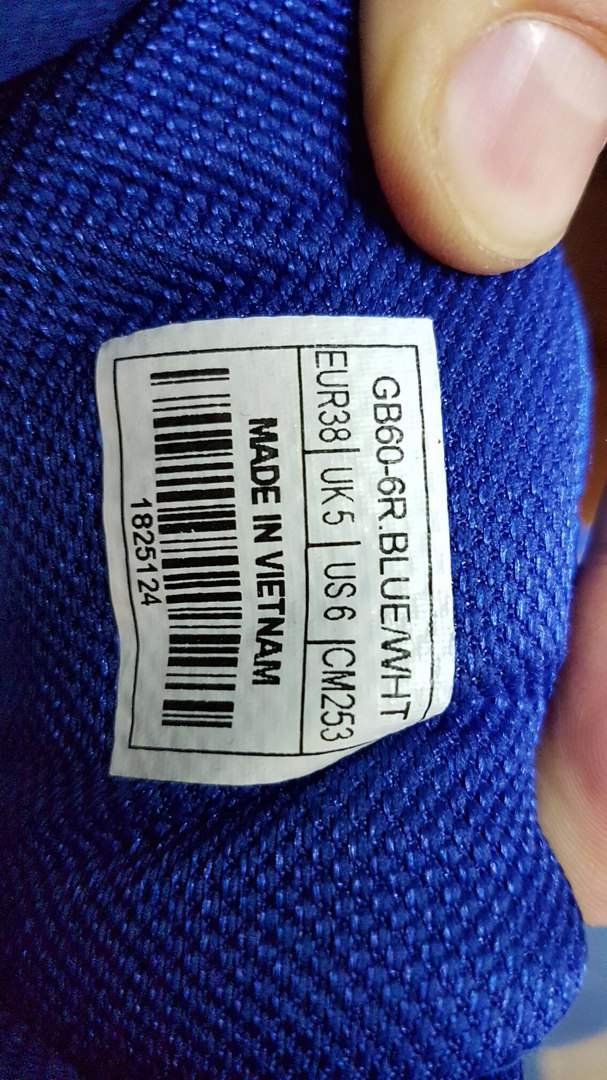 GB60-6R.BLUE/WHT
EUR38 | UK5 | US6 | CM253
MADE IN VIETNAM
1825124